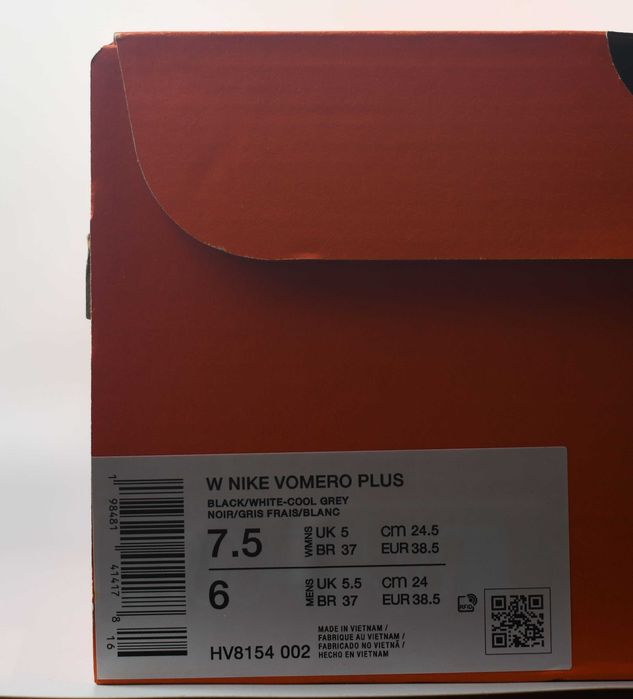 W NIKE VOMERO PLUS
BLACK/WHITE-COOL GREY
NOIR/GRIS FRAIS/BLANC
7.5 WMNS UK 5 cm 24.5
BR 37 EUR 38.5
6 MENS UK 5.5 cm 24
BR 37 EUR 38.5
MADE IN VIETNAM /
FABRIQUE AU VIETNAM /
FABRICADO NO VIETNÃ /
HECHO EN VIETNAM
HV8154 002
RFID
1 98481 41417 8 16